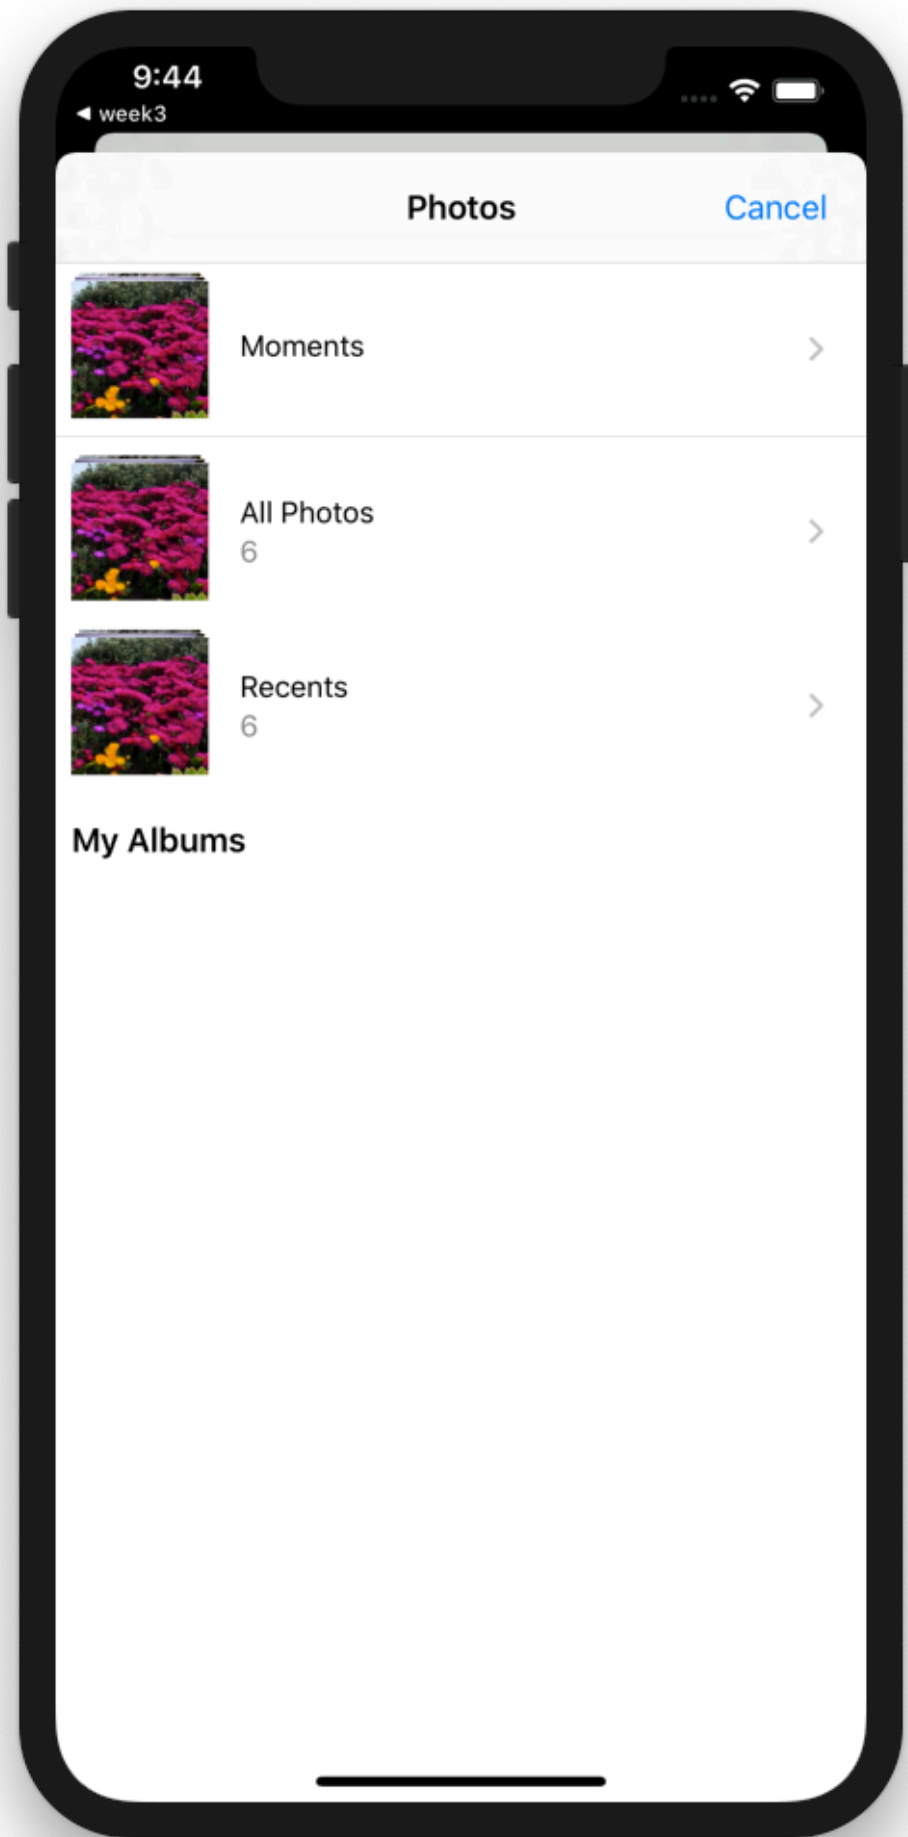 9:44
◀ week3
Photos
Cancel
Moments
All Photos
6
Recents
6
My Albums